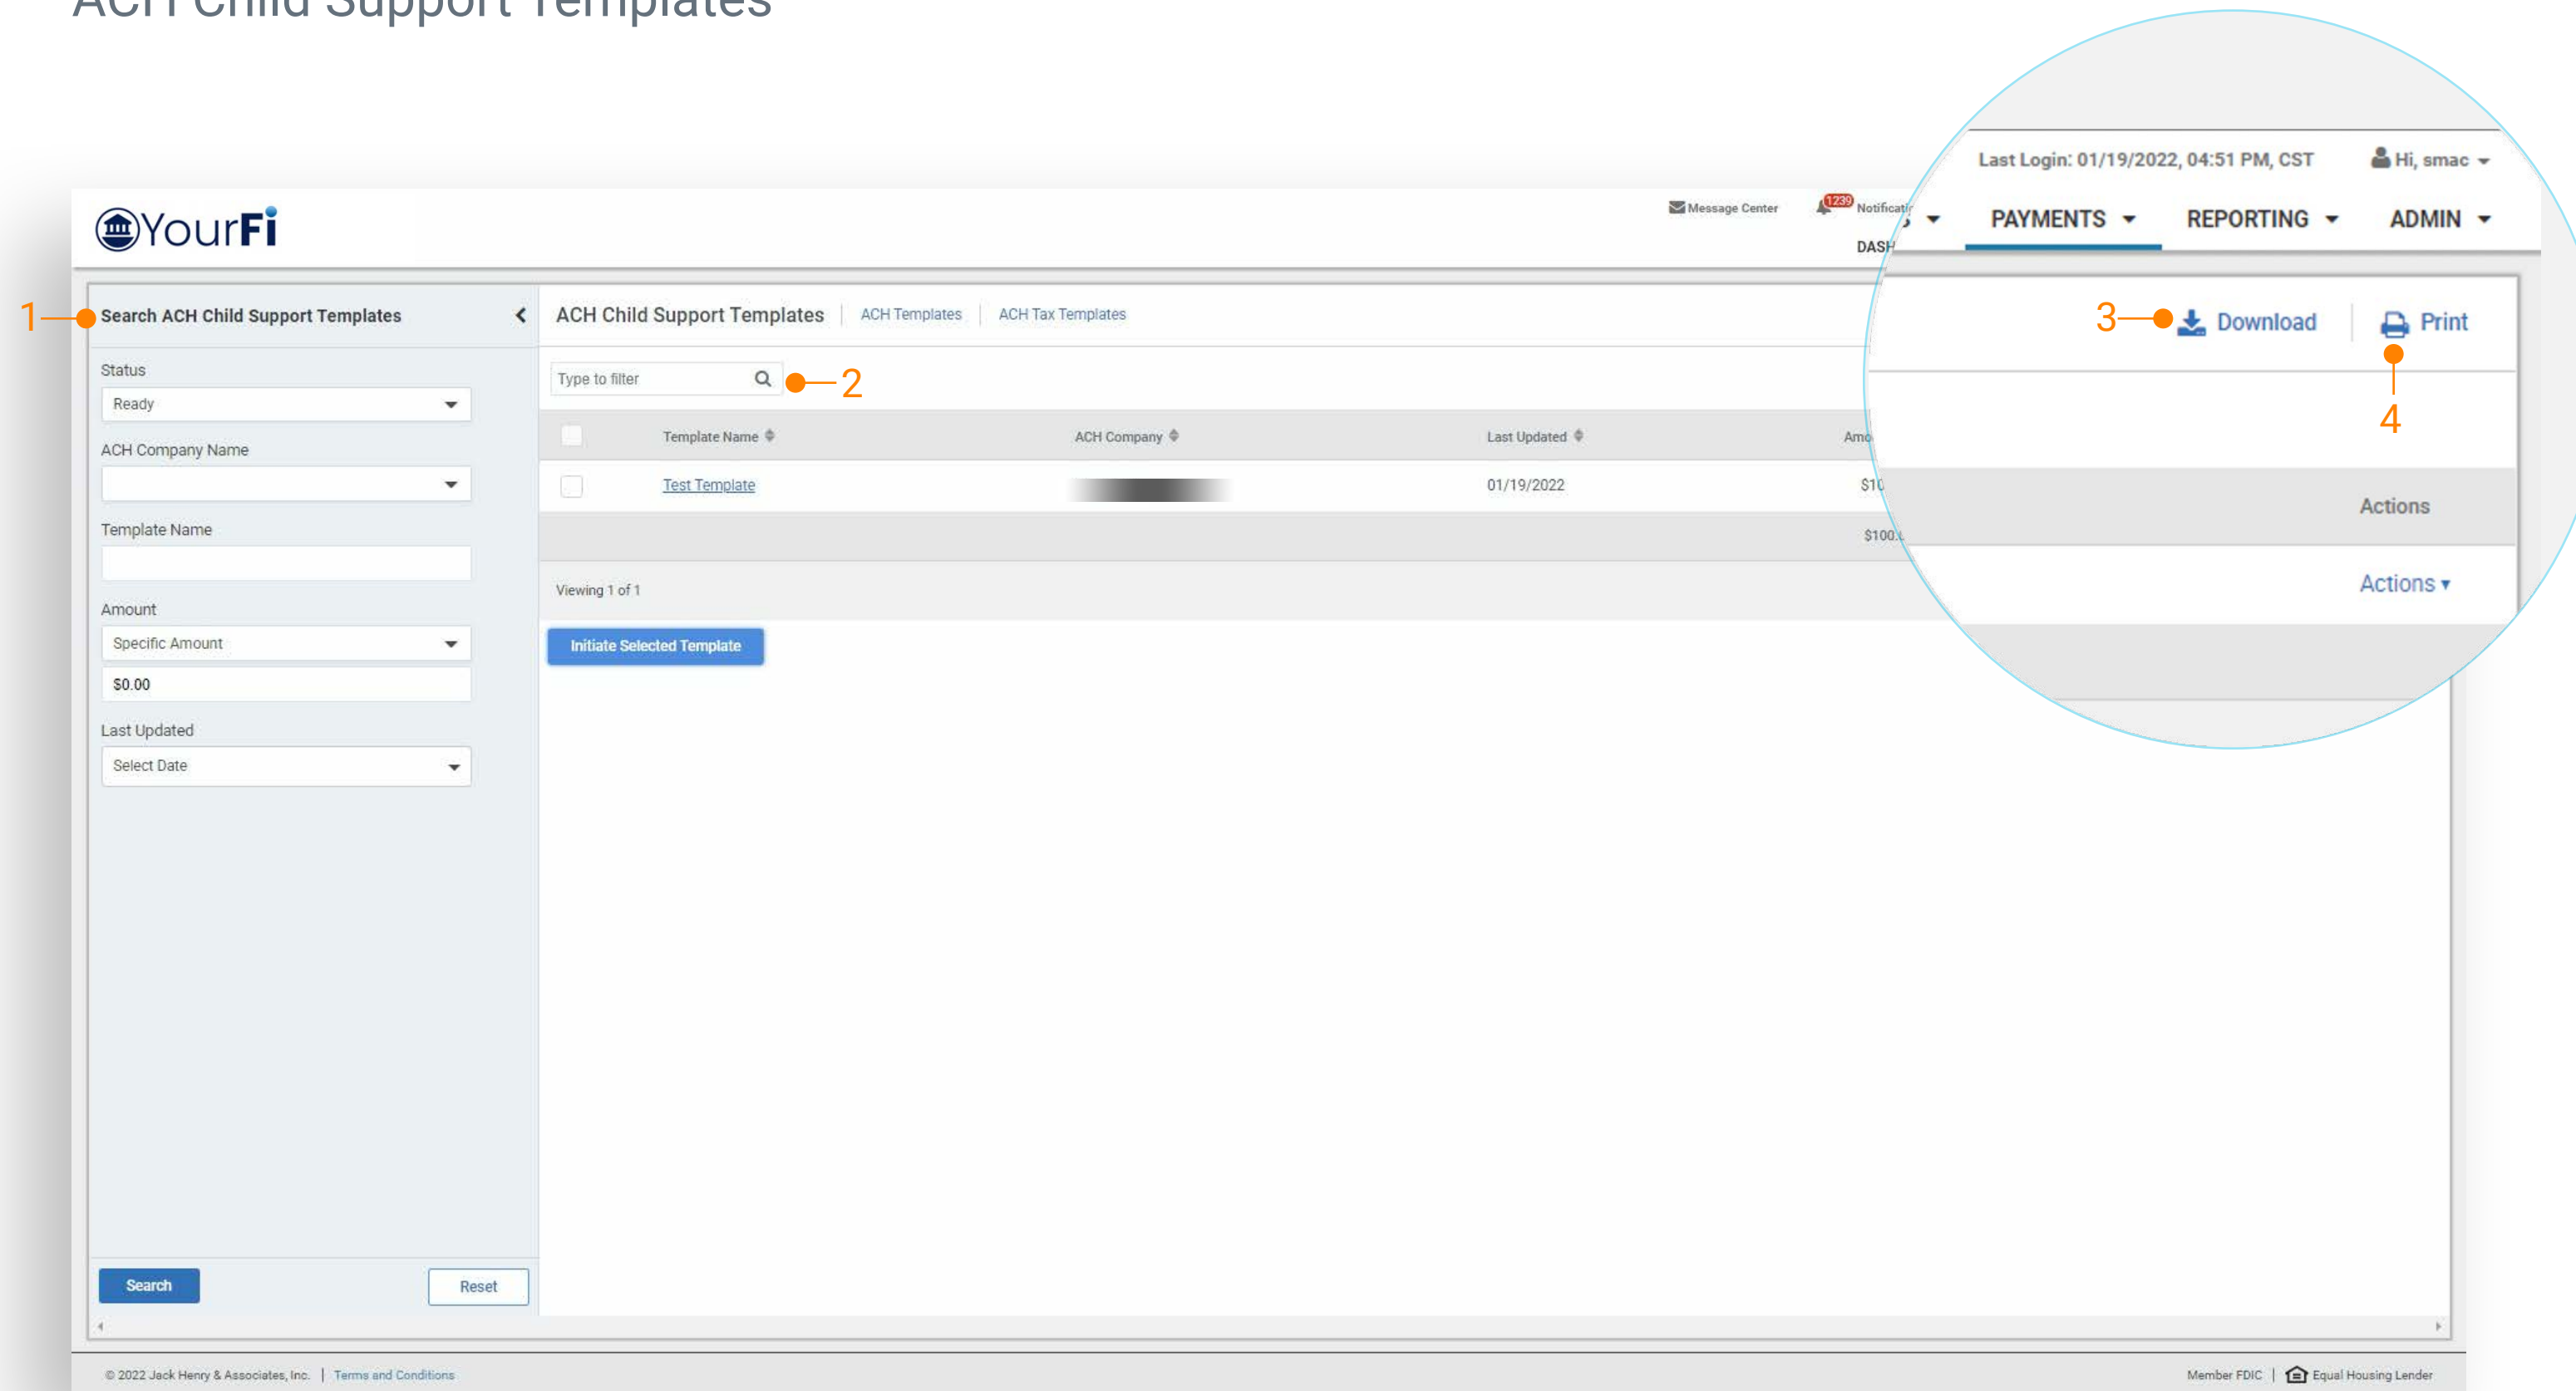 ACH Child Support Templates
Last Login: 01/19/2022, 04:51 PM, CST Hi, smac
YourFi
Message Center 1239
PAYMENTS REPORTING ADMIN
Search ACH Child Support Templates
ACH Child Support Templates | ACH Templates | ACH Tax Templates
Download | Print
1
2
3
4
Status
Ready
ACH Company Name
Template Name
Amount
Specific Amount
$0.00
Last Updated
Select Date
Type to filter
Template Name ACH Company Last Updated Actions
Test Template 01/19/2022 Actions
Viewing 1 of 1
Initiate Selected Template
Search Reset
© 2022 Jack Henry & Associates, Inc. | Terms and Conditions
Member FDIC | Equal Housing Lender